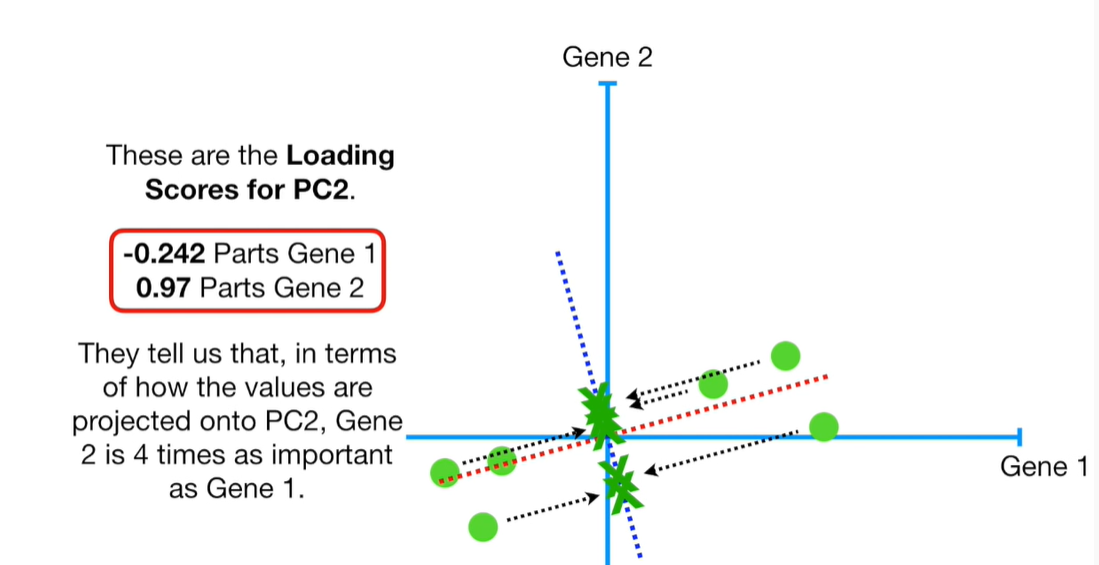 Gene 2
These are the Loading
Scores for PC2.
-0.242 Parts Gene 1
0.97 Parts Gene 2
They tell us that, in terms
of how the values are
projected onto PC2, Gene
2 is 4 times as important
as Gene 1.
Gene 1